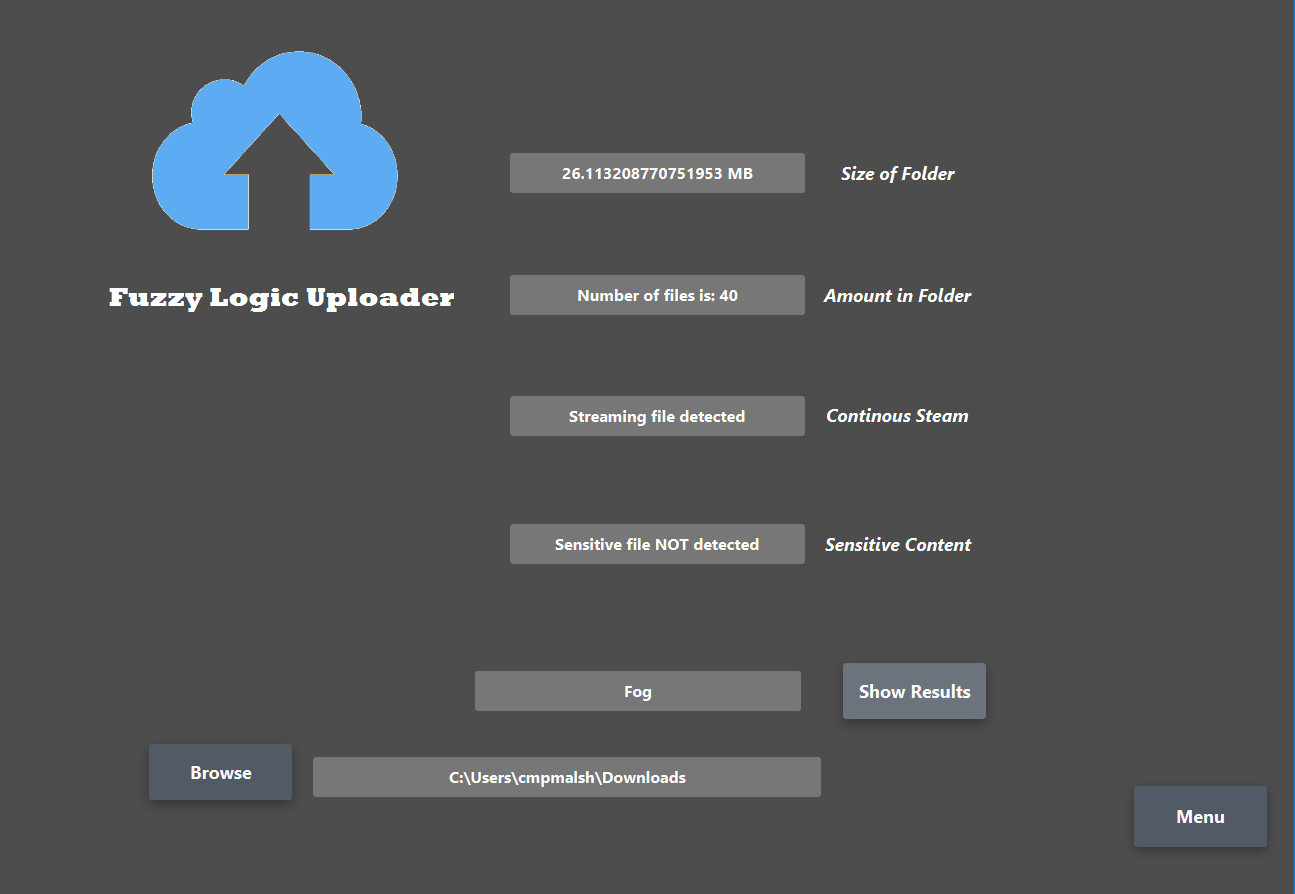 26.113208770751953 MB
Size of Folder
Fuzzy Logic Uploader
Number of files is: 40
Amount in Folder
Streaming file detected
Continous Steam
Sensitive file NOT detected
Sensitive Content
Fog
Show Results
Browse
C:\Users\cmpmalsh\Downloads
Menu